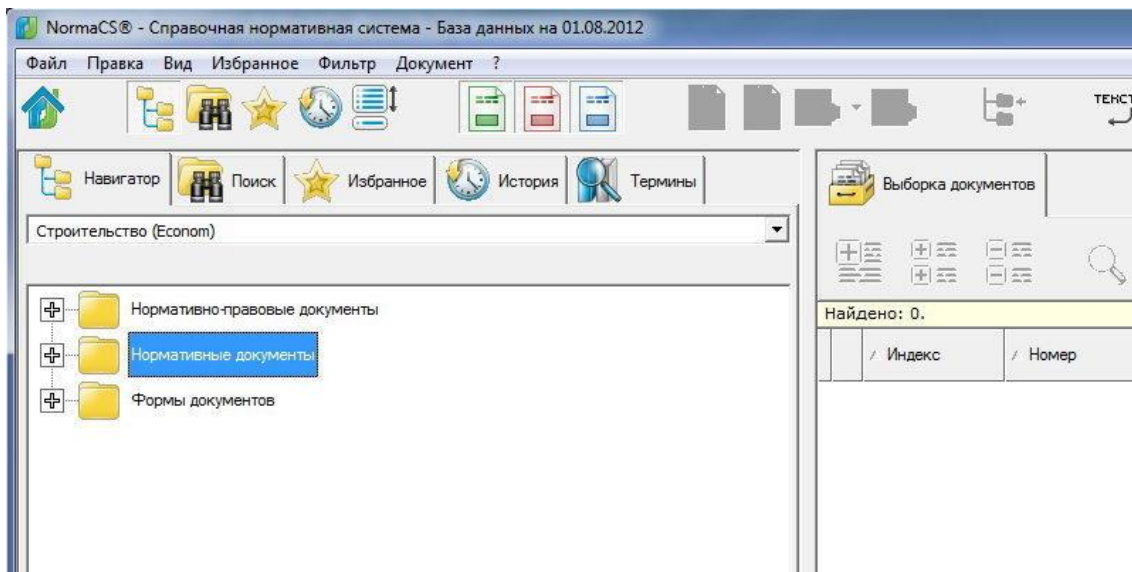 NormaCS® - Справочная нормативная система - База данных на 01.08.2012
Файл Правка Вид Избранное Фильтр Документ ?
ТЕКСТ
Навигатор Поиск Избранное История Термины
Выборка документов
Строительство (Econom)
Нормативно-правовые документы
Найдено: 0.
Нормативные документы
/ Индекс / Номер
Формы документов